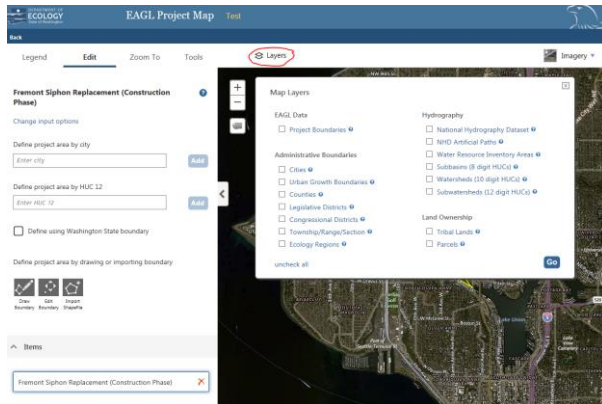 DEPARTMENT OF
ECOLOGY
State of Washington
EAGL Project Map
Test
Back
Legend
Edit
Zoom To
Tools
Layers
Imagery
Fremont Siphon Replacement (Construction
Phase)
Change input options
Define project area by city
Enter city
Add
Define project area by HUC 12
Enter HUC 12
Add
Define using Washington State boundary
Define project area by drawing or importing boundary
Draw
Boundary
Edit
Boundary
Import
Shapefile
Items
Fremont Siphon Replacement (Construction Phase)
Map Layers
EAGL Data
Project Boundaries
Administrative Boundaries
Cities
Urban Growth Boundaries
Counties
Legislative Districts
Congressional Districts
Township/Range/Section
Ecology Regions
uncheck all
Hydrography
National Hydrography Dataset
NHD Artificial Paths
Water Resource Inventory Areas
Subbasins (8 digit HUCs)
Watersheds (10 digit HUCs)
Subwatersheds (12 digit HUCs)
Land Ownership
Tribal Lands
Parcels
Go
Lake Union